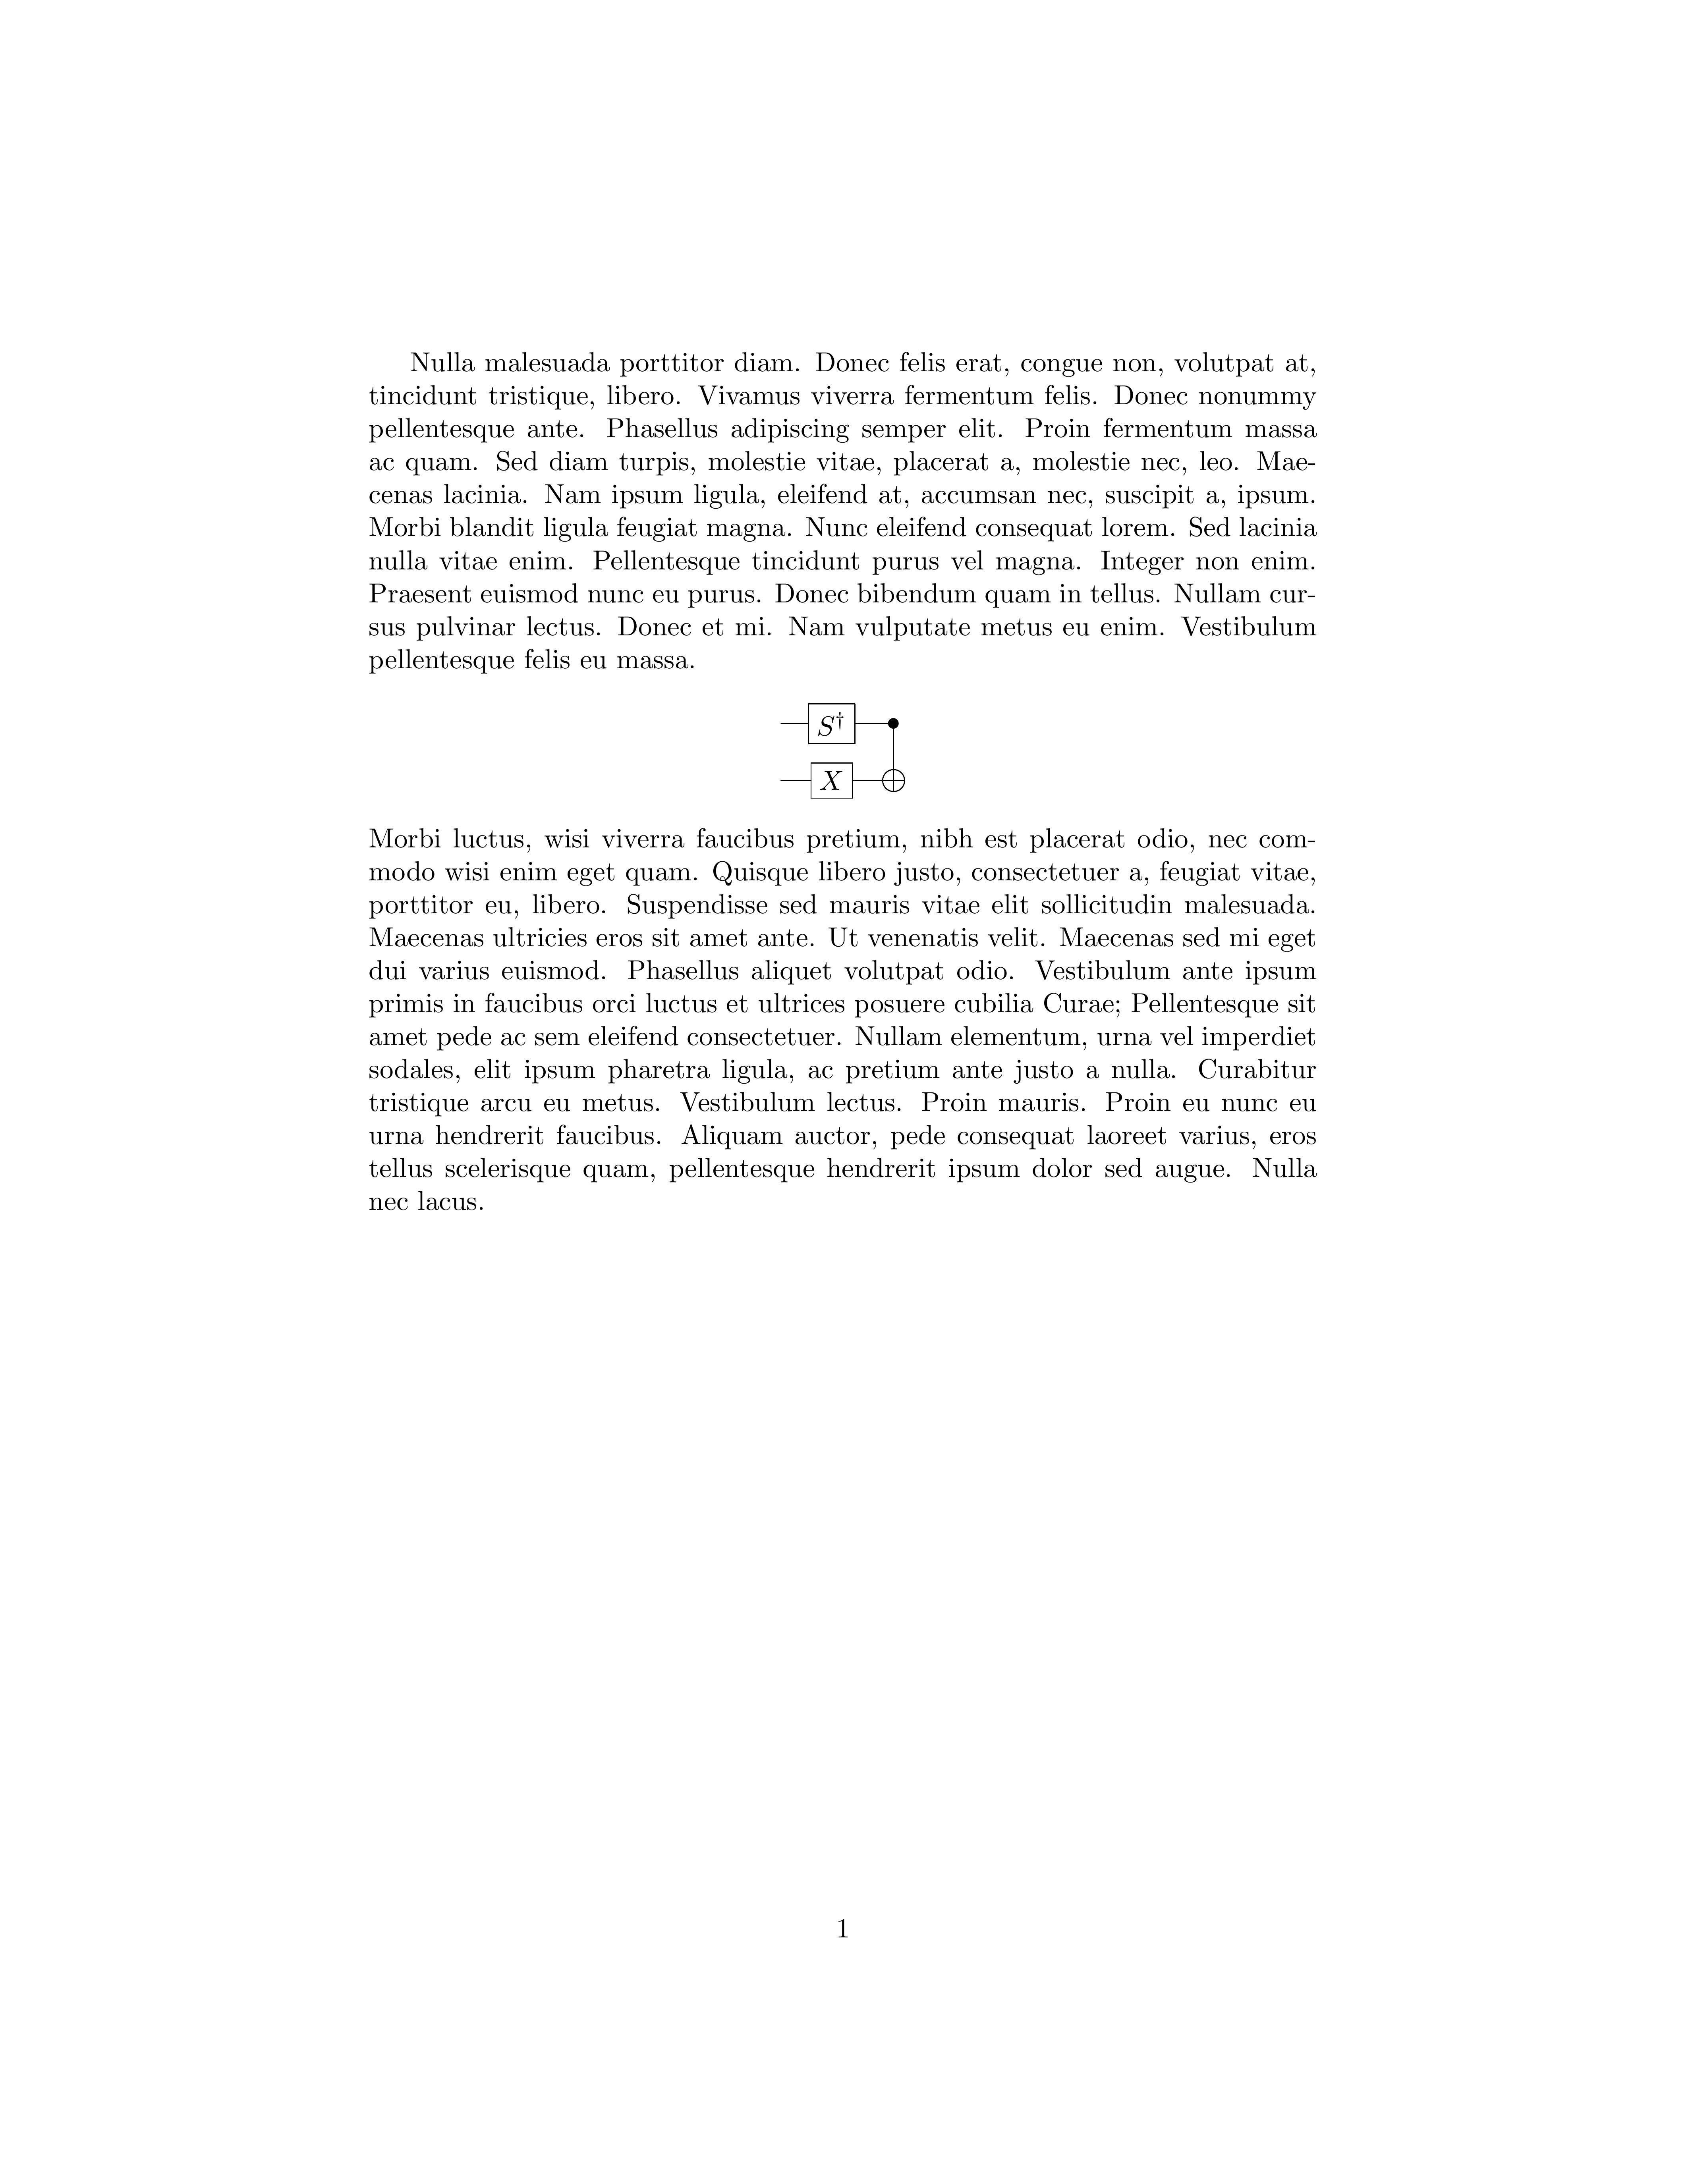 Nulla malesuada porttitor diam. Donec felis erat, congue non, volutpat at,
tincidunt tristique, libero. Vivamus viverra fermentum felis. Donec nonummy
pellentesque ante. Phasellus adipiscing semper elit. Proin fermentum massa
ac quam. Sed diam turpis, molestie vitae, placerat a, molestie nec, leo. Mae-
cenas lacinia. Nam ipsum ligula, eleifend at, accumsan nec, suscipit a, ipsum.
Morbi blandit ligula feugiat magna. Nunc eleifend consequat lorem. Sed lacinia
nulla vitae enim. Pellentesque tincidunt purus vel magna. Integer non enim.
Praesent euismod nunc eu purus. Donec bibendum quam in tellus. Nullam cur-
sus pulvinar lectus. Donec et mi. Nam vulputate metus eu enim. Vestibulum
pellentesque felis eu massa.
S†
X
Morbi luctus, wisi viverra faucibus pretium, nibh est placerat odio, nec com-
modo wisi enim eget quam. Quisque libero justo, consectetuer a, feugiat vitae,
porttitor eu, libero. Suspendisse sed mauris vitae elit sollicitudin malesuada.
Maecenas ultricies eros sit amet ante. Ut venenatis velit. Maecenas sed mi eget
dui varius euismod. Phasellus aliquet volutpat odio. Vestibulum ante ipsum
primis in faucibus orci luctus et ultrices posuere cubilia Curae; Pellentesque sit
amet pede ac sem eleifend consectetuer. Nullam elementum, urna vel imperdiet
sodales, elit ipsum pharetra ligula, ac pretium ante justo a nulla. Curabitur
tristique arcu eu metus. Vestibulum lectus. Proin mauris. Proin eu nunc eu
urna hendrerit faucibus. Aliquam auctor, pede consequat laoreet varius, eros
tellus scelerisque quam, pellentesque hendrerit ipsum dolor sed augue. Nulla
nec lacus.
1